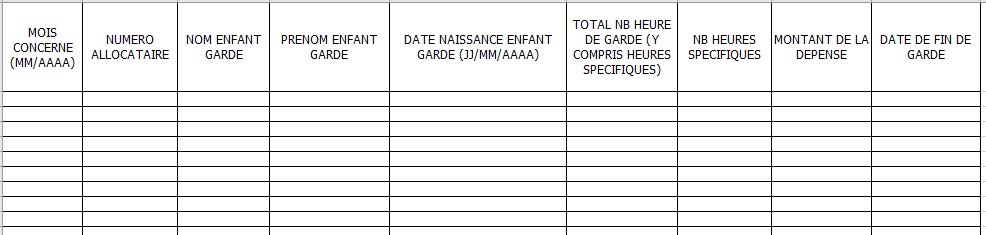 MOIS
CONCERNE
(MM/AAAA)
NUMERO
ALLOCATAIRE
NOM ENFANT
GARDE
PRENOM ENFANT
GARDE
DATE NAISSANCE ENFANT
GARDE (JJ/MM/AAAA)
TOTAL NB HEURE
DE GARDE (Y
COMPRIS HEURES
SPECIFIQUES)
NB HEURES
SPECIFIQUES
MONTANT DE LA
DEPENSE
DATE DE FIN DE
GARDE